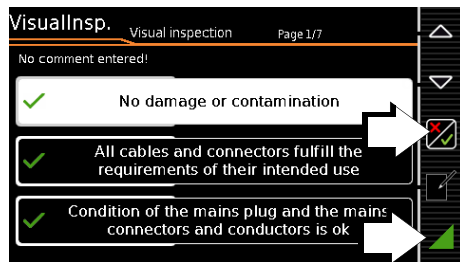 VisualInsp.
Visual inspection
Page 1/7
No comment entered!
No damage or contamination
All cables and connectors fulfill the
requirements of their intended use
Condition of the mains plug and the mains
connectors and conductors is ok